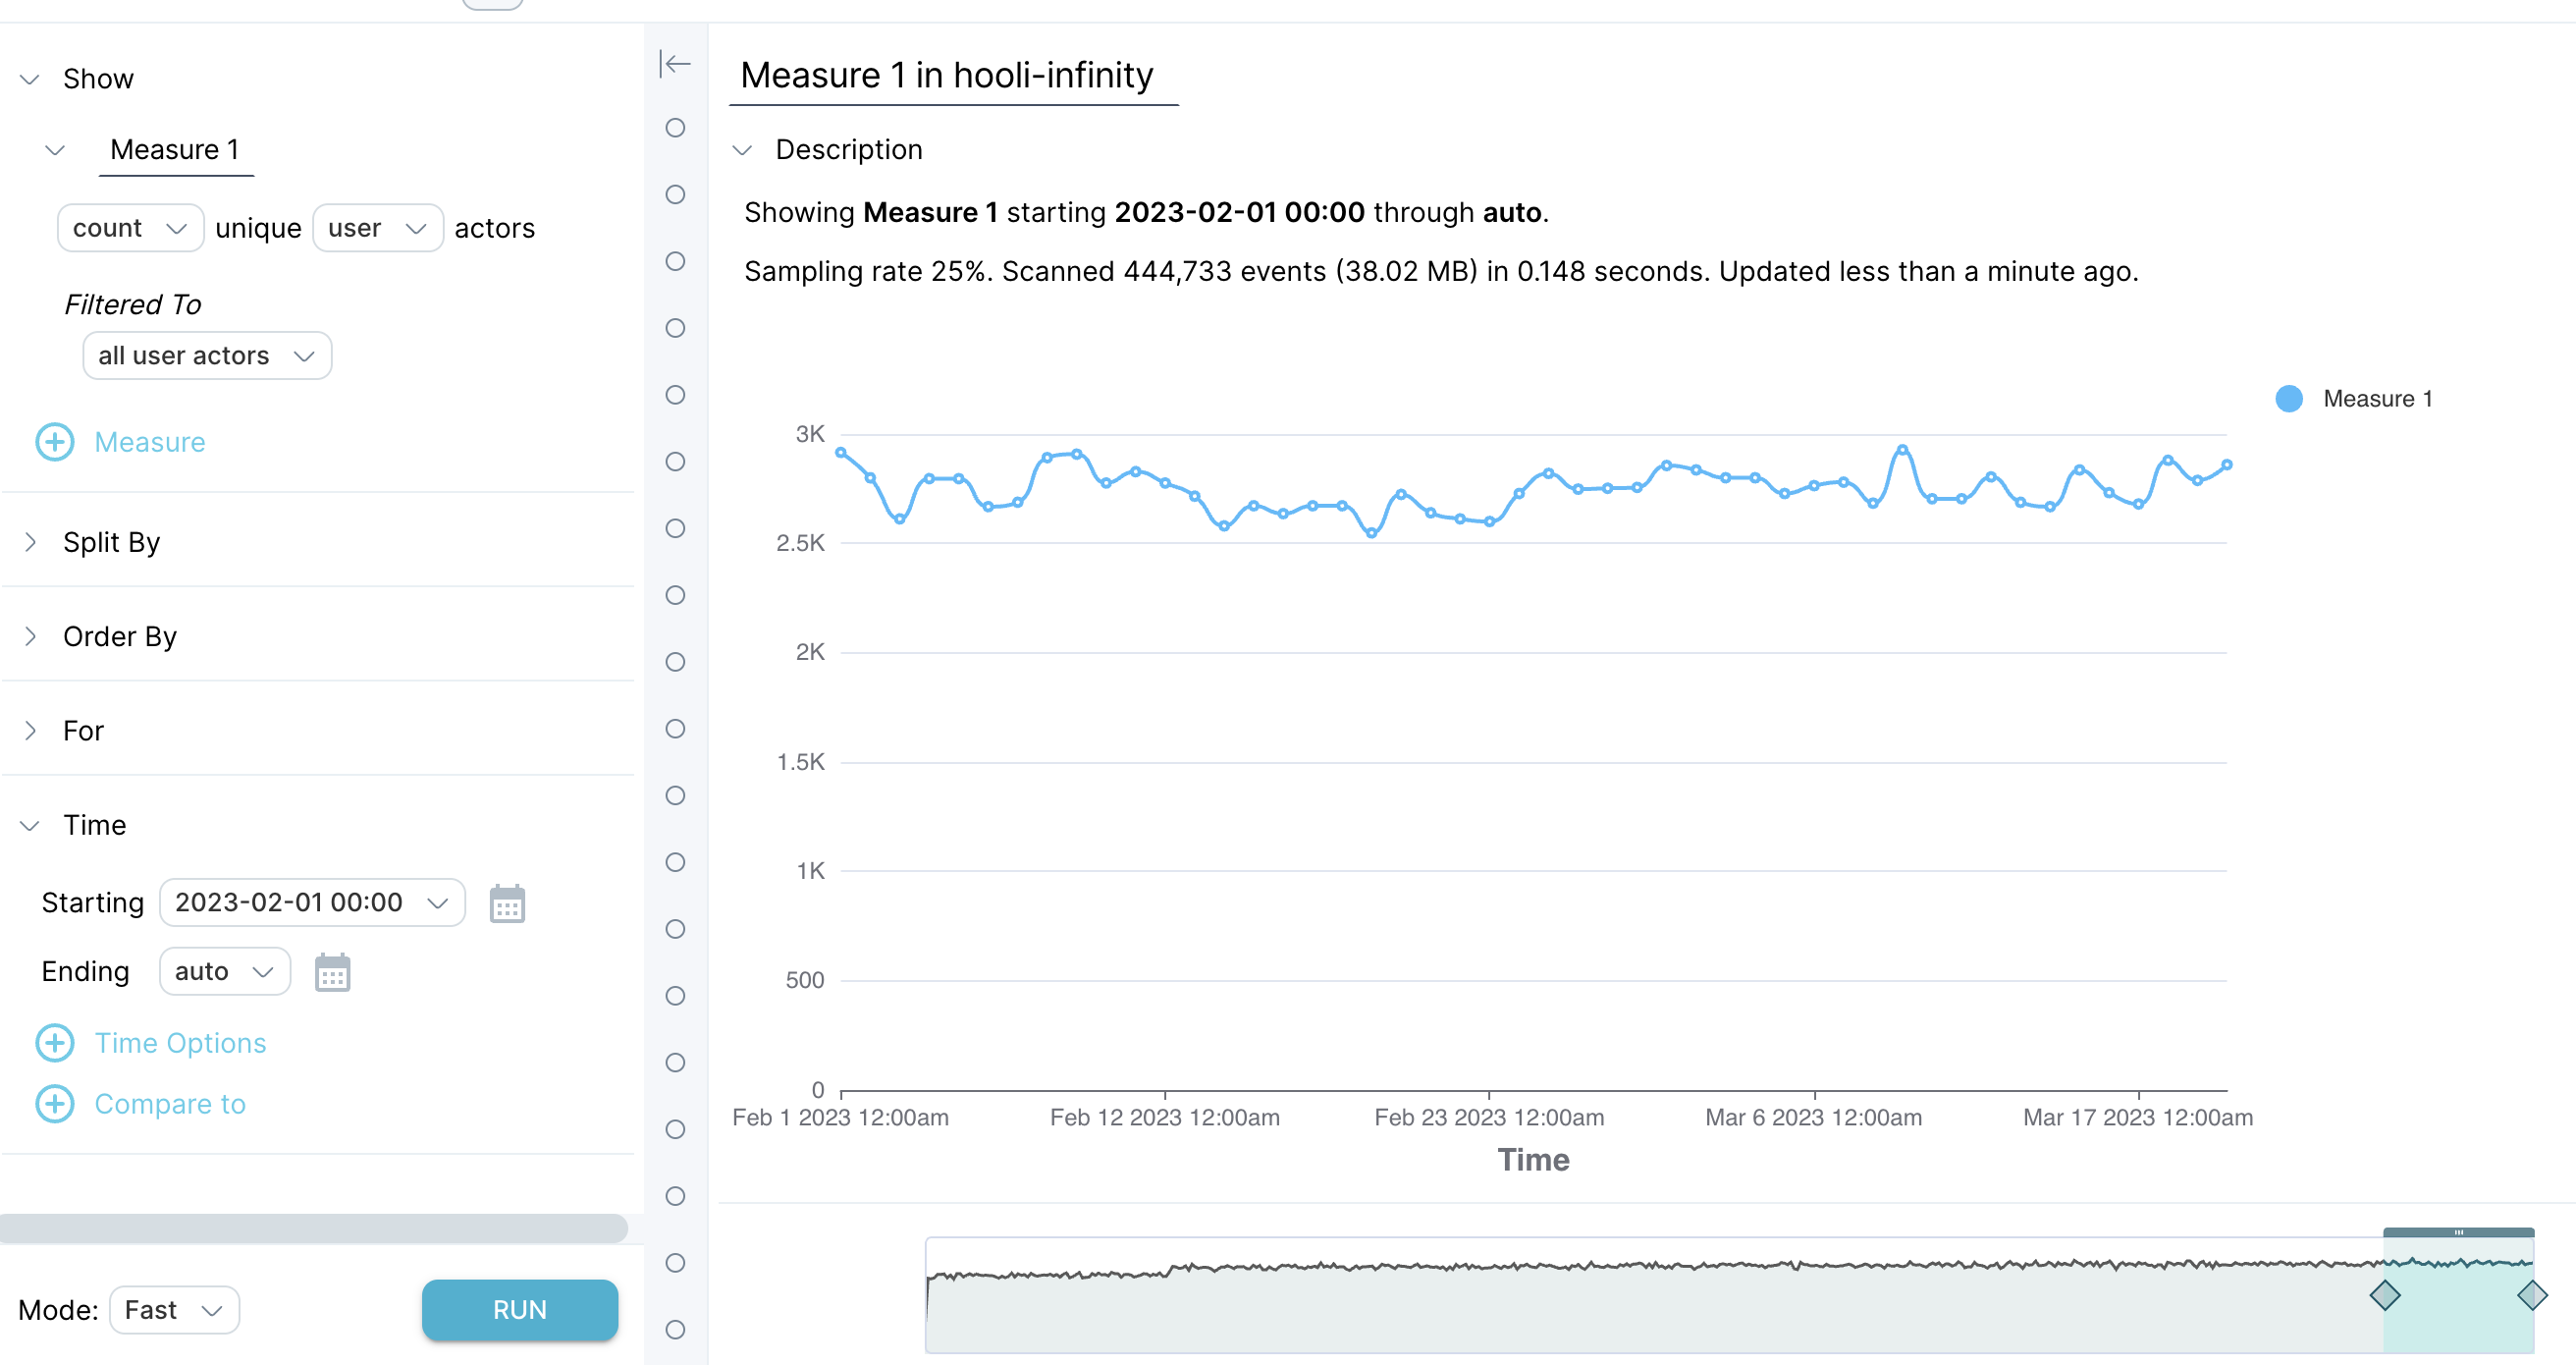 Show
Measure 1
count unique user actors
Filtered To
all user actors
Measure
Split By
Order By
For
Time
Starting 2023-02-01 00:00
Ending auto
Time Options
Compare to
Mode: Fast RUN
Measure 1 in hooli-infinity
Description
Showing Measure 1 starting 2023-02-01 00:00 through auto.
Sampling rate 25%. Scanned 444,733 events (38.02 MB) in 0.148 seconds. Updated less than a minute ago.
Measure 1
3K
2.5K
2K
1.5K
1K
500
0
Feb 1 2023 12:00am Feb 12 2023 12:00am Feb 23 2023 12:00am Mar 6 2023 12:00am Mar 17 2023 12:00am
Time